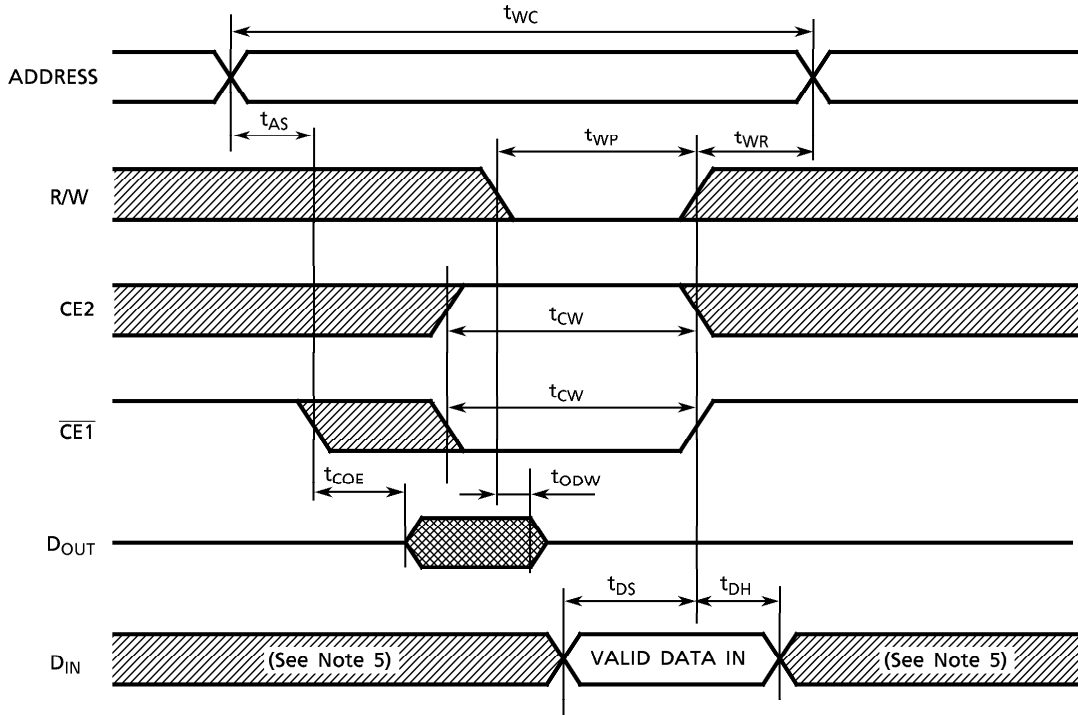 tWC
ADDRESS
tAS
tWP
tWR
R/W
CE2
tCW
tCW
CE1
tCOE
tODW
DOUT
tDS
tDH
DIN
(See Note 5)
VALID DATA IN
(See Note 5)